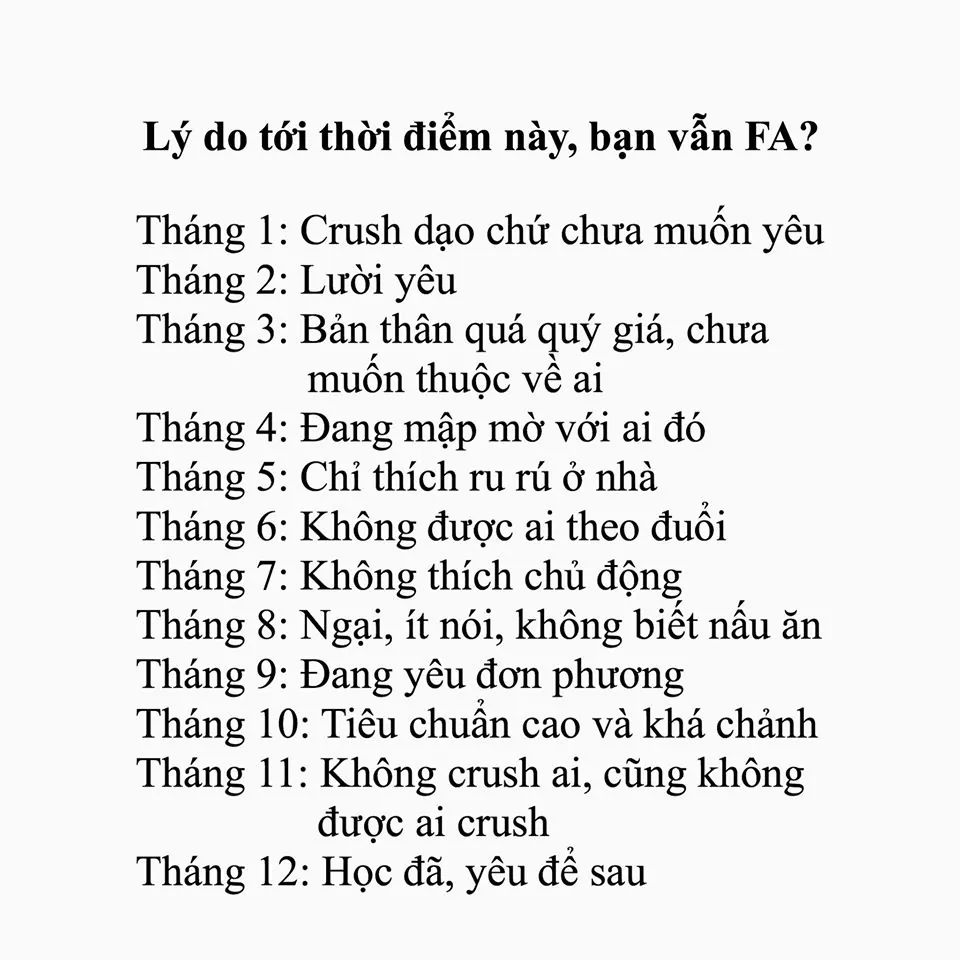 Lý do tới thời điểm này, bạn vẫn FA?
Tháng 1: Crush dạo chứ chưa muốn yêu
Tháng 2: Lười yêu
Tháng 3: Bản thân quá quý giá, chưa
muốn thuộc về ai
Tháng 4: Đang mập mờ với ai đó
Tháng 5: Chỉ thích ru rú ở nhà
Tháng 6: Không được ai theo đuổi
Tháng 7: Không thích chủ động
Tháng 8: Ngại, ít nói, không biết nấu ăn
Tháng 9: Đang yêu đơn phương
Tháng 10: Tiêu chuẩn cao và khá chảnh
Tháng 11: Không crush ai, cũng không
được ai crush
Tháng 12: Học đã, yêu để sau